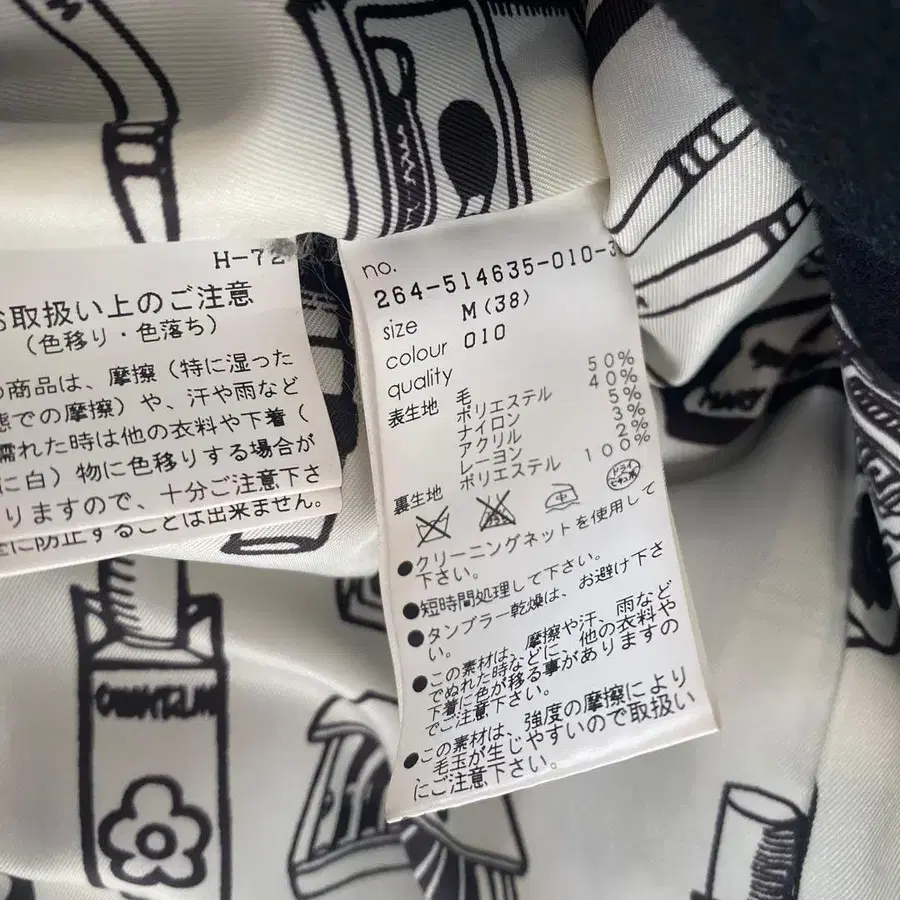 H-72
お取扱い上のご注意
(色移り・色落ち)
の商品は、摩擦(特に湿った
態での摩擦)や、汗や雨など
濡れた時は他の衣料や下着(
に白)物に色移りする場合が
りますので、十分ご注意下さ
に防止することは出来ません。
no.
264-514635-010-3
size M(38)
colour 010
quality
表生地 毛 50%
ポリエステル 40%
ナイロン 5%
アクリル 3%
レーヨン 2%
裏生地 ポリエステル 100%
中
ドライ
セキユ系
●クリーニングネットを使用して
下さい。
●短時間処理して下さい。
●タンブラー乾燥は、お避け下さ
い。
●この素材は、摩擦や汗、雨など
でぬれた時などに、他の衣料や
下着に色が移る事がありますの
でご注意下さい。
●この素材は、強度の摩擦により
毛玉が生じやすいので取扱い
にご注意下さい。